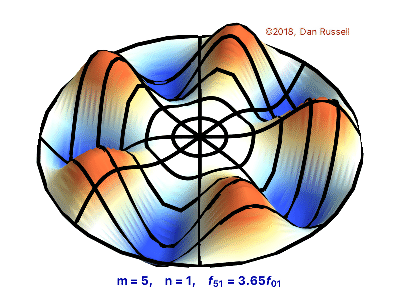 ©2018, Dan Russell
m = 5, n = 1, f51 = 3.65f01